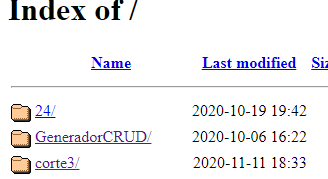 Index of /
Name Last modified
24/ 2020-10-19 19:42
GeneradorCRUD/ 2020-10-06 16:22
corte3/ 2020-11-11 18:33